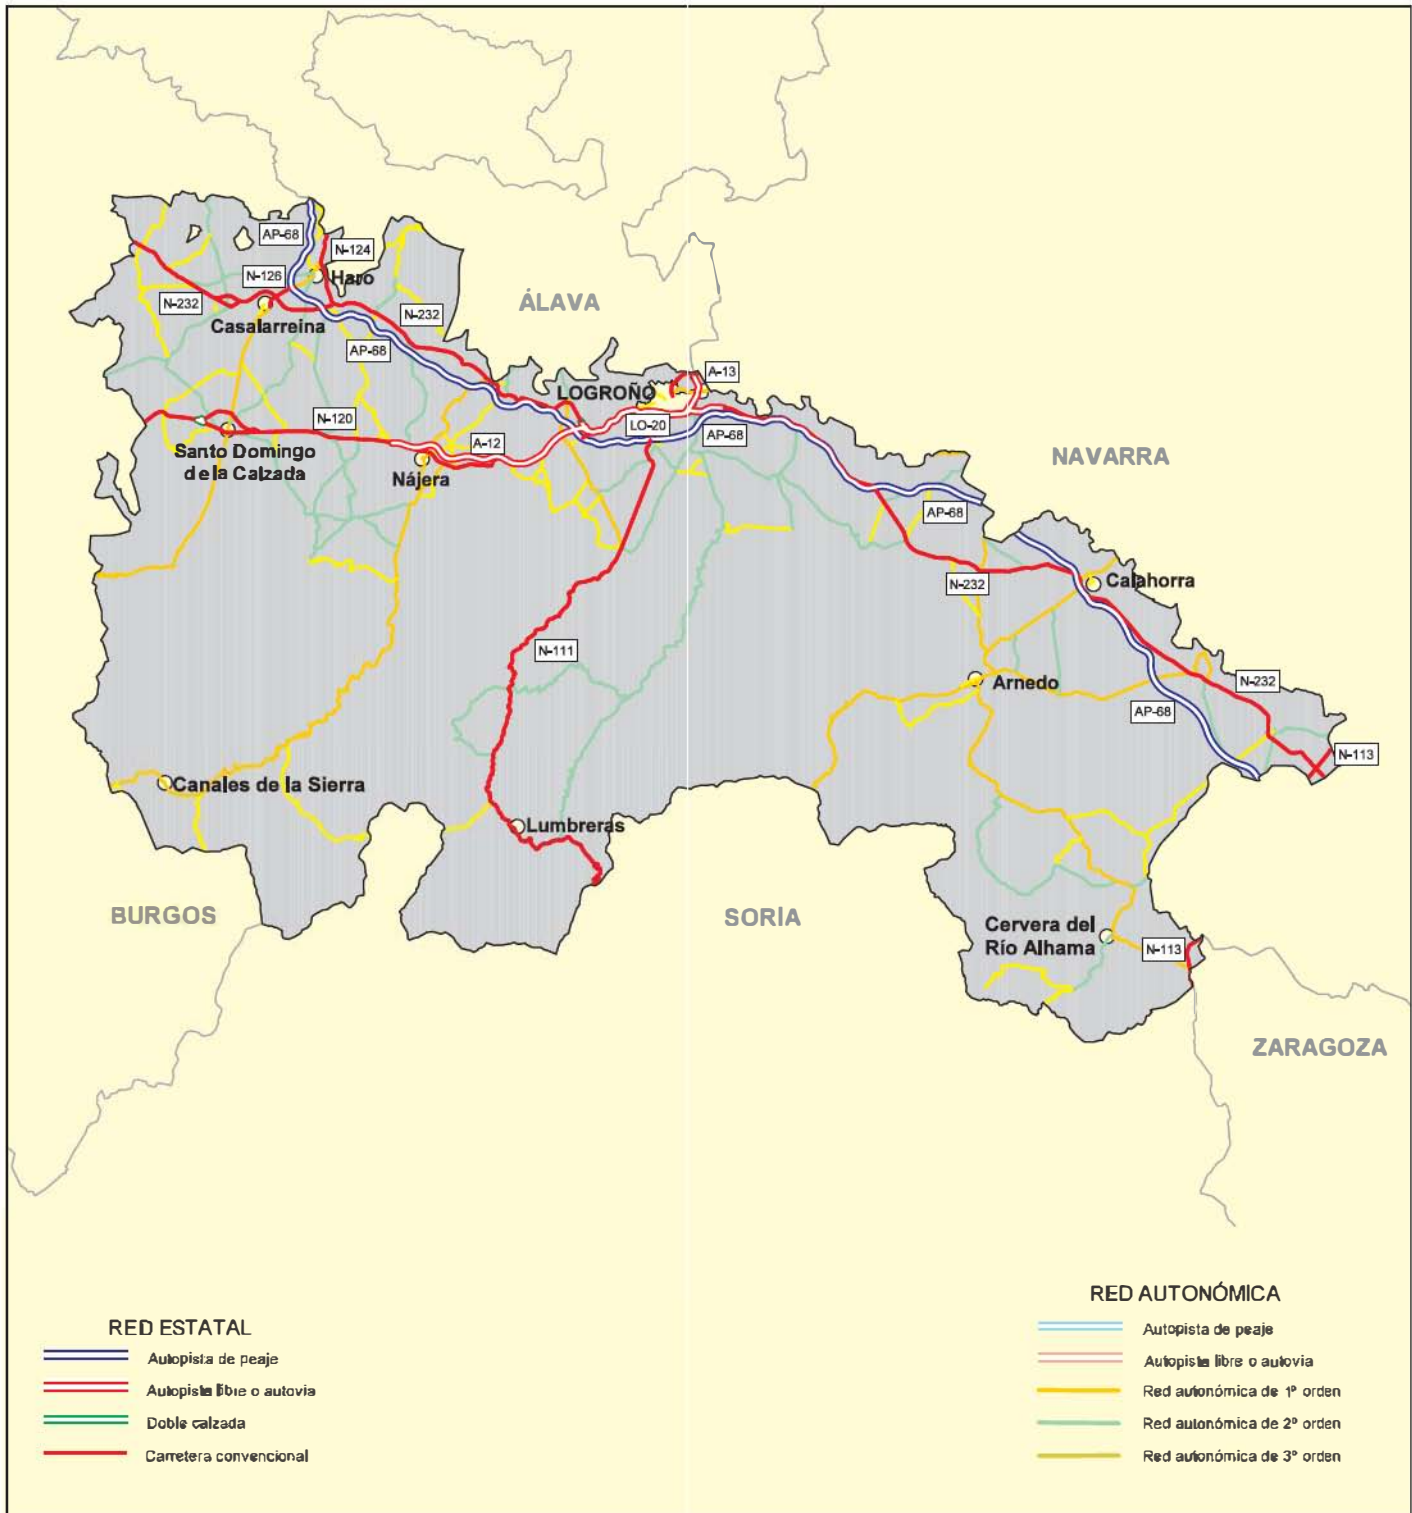 AP-68
N-124
N-126
Haro
N-232
Casalarreina
N-232
ÁLAVA
AP-68
A-13
LOGROÑO
N-120
LO-20
AP-68
A-12
Santo Domingo
de la Calzada
Nájera
NAVARRA
AP-68
N-232
Calahorra
N-111
Arnedo
N-232
AP-68
N-113
Canales de la Sierra
Lumbreras
BURGOS
SORIA
Cervera del
Río Alhama
N-113
ZARAGOZA
RED ESTATAL
Autopista de peaje
Autopista libre o autovia
Doble calzada
Carretera convencional
RED AUTONÓMICA
Autopista de peaje
Autopista libre o autovia
Red autonómica de 1º orden
Red autonómica de 2º orden
Red autonómica de 3º orden